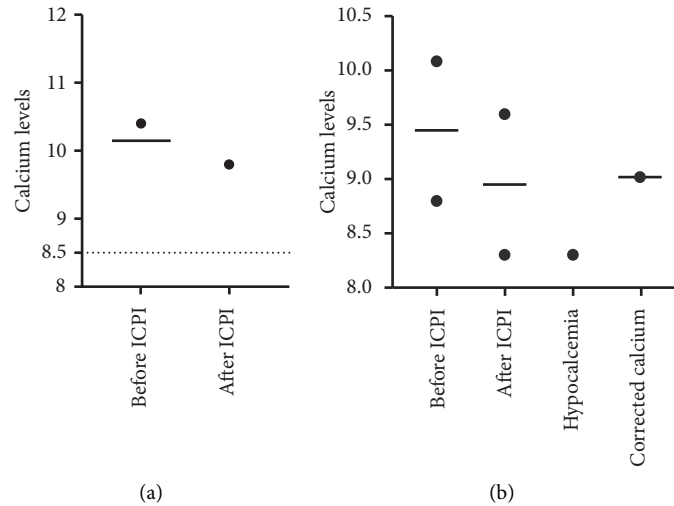 Calcium levels
12
11
10
9
8.5
8
Before ICPI
After ICPI
(a)
Calcium levels
10.5
10.0
9.5
9.0
8.5
8.0
Before ICPI
After ICPI
Hypocalcemia
Corrected calcium
(b)